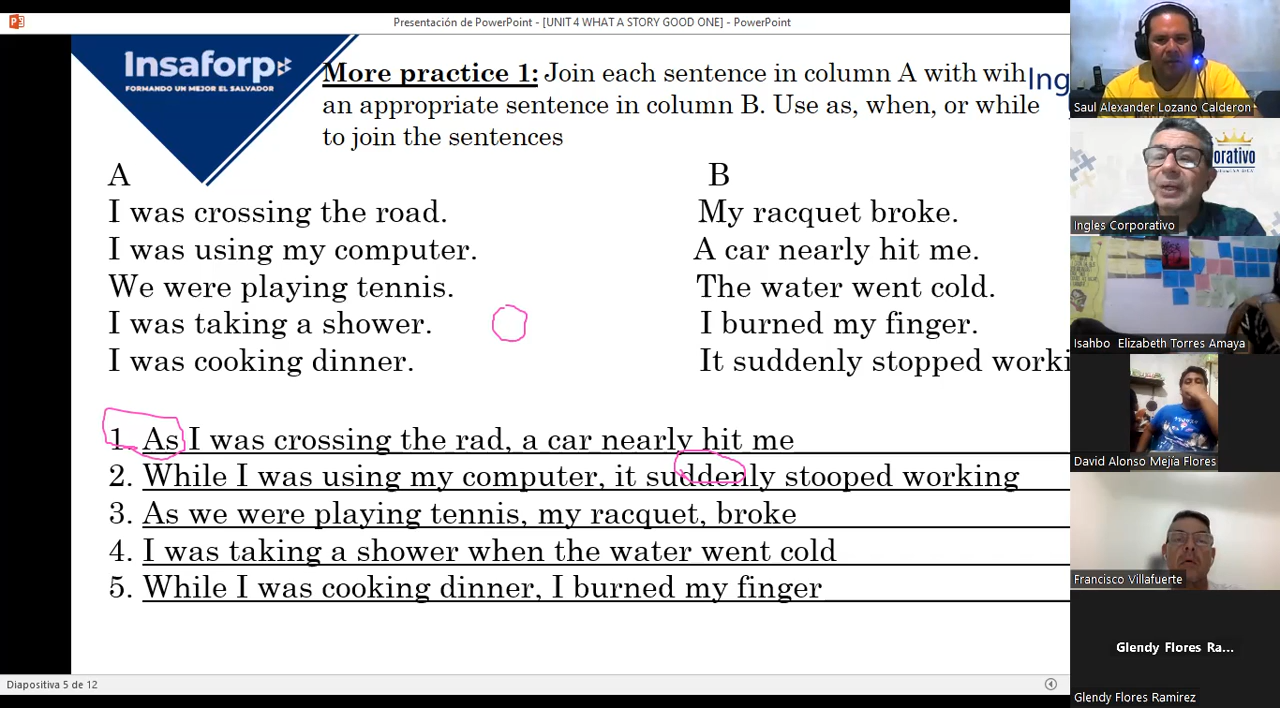 Presentación de PowerPoint - [UNIT 4 WHAT A STORY GOOD ONE] - PowerPoint
Insaforp
FORMANDO UN MEJOR EL SALVADOR
More practice 1: Join each sentence in column A with wih
Ing
an appropriate sentence in column B. Use as, when, or while
to join the sentences
A
B
I was crossing the road.
My racquet broke.
I was using my computer.
A car nearly hit me.
We were playing tennis.
The water went cold.
I was taking a shower.
I burned my finger.
I was cooking dinner.
It suddenly stopped worki
1. As I was crossing the rad, a car nearly hit me
2. While I was using my computer, it suddenly stooped working
3. As we were playing tennis, my racquet, broke
4. I was taking a shower when the water went cold
5. While I was cooking dinner, I burned my finger
Diapositiva 5 de 12
Saul Alexander Lozano Calderon
orativo
Ingles Corporativo
Isahbo Elizabeth Torres Amaya
David Alonso Mejía Flores
Francisco Villafuerte
Glendy Flores Ra...
Glendy Flores Ramirez